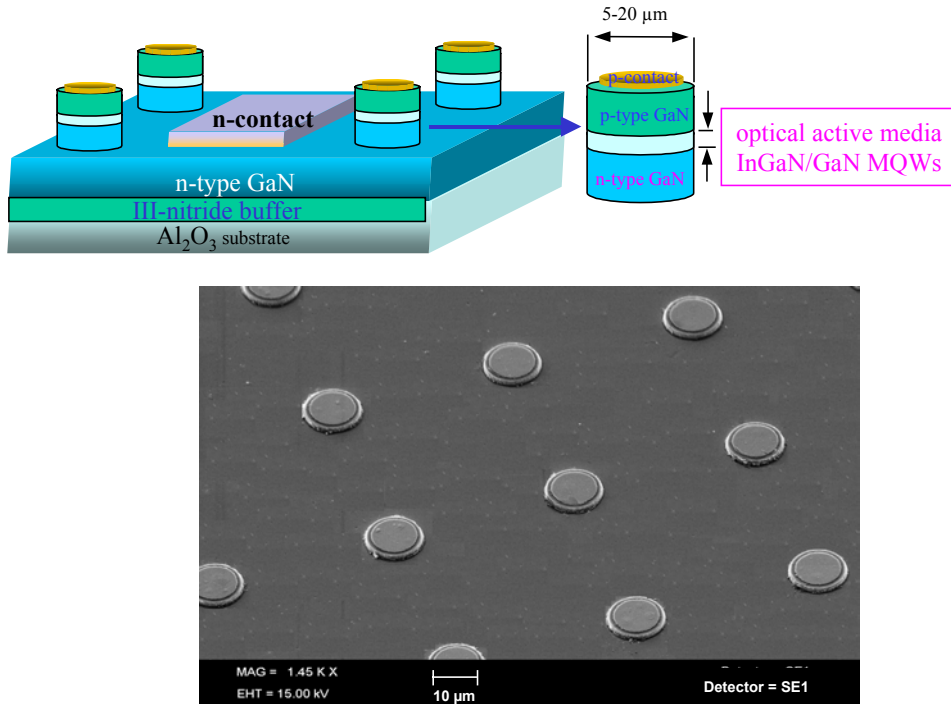 5-20 µm
p-contact
n-contact
p-type GaN
optical active media
InGaN/GaN MQWs
n-type GaN
n-type GaN
III-nitride buffer
Al₂O₃ substrate
MAG = 1.45 K X
EHT = 15.00 kV
10 µm
Detector = SE1